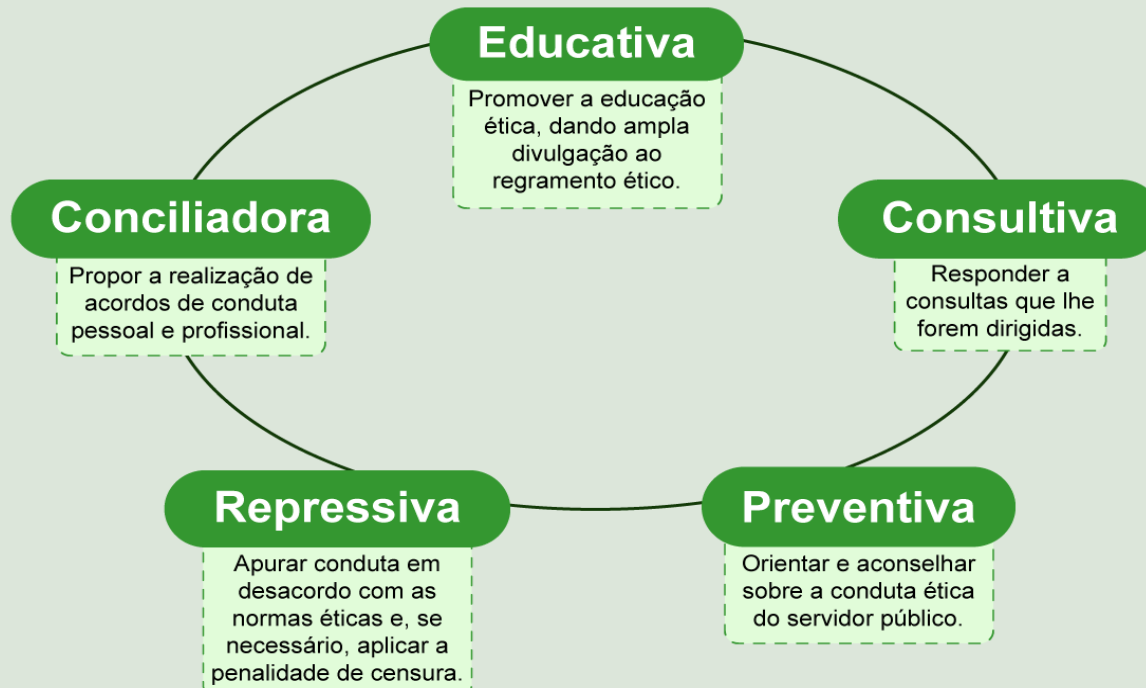 Educativa
Promover a educação
ética, dando ampla
divulgação ao
regramento ético.
Conciliadora
Propor a realização de
acordos de conduta
pessoal e profissional.
Consultiva
Responder a
consultas que lhe
forem dirigidas.
Repressiva
Apurar conduta em
desacordo com as
normas éticas e, se
necessário, aplicar a
penalidade de censura.
Preventiva
Orientar e aconselhar
sobre a conduta ética
do servidor público.